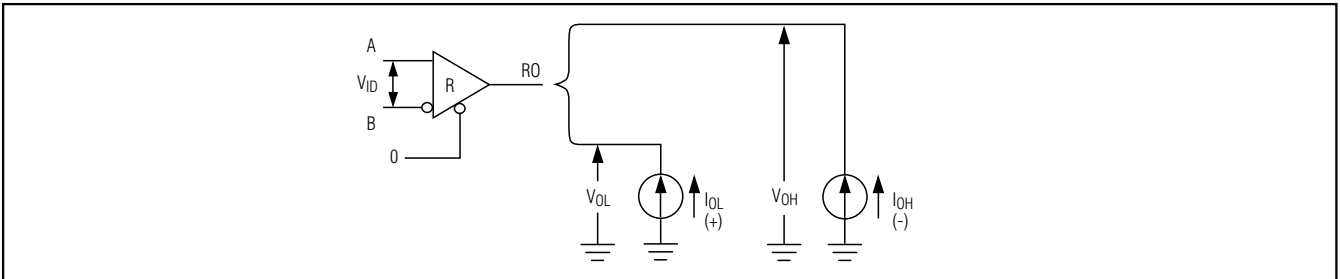 A
VID
B
R
RO
0
VOL
IOL
(+)
VOH
IOH
(-)